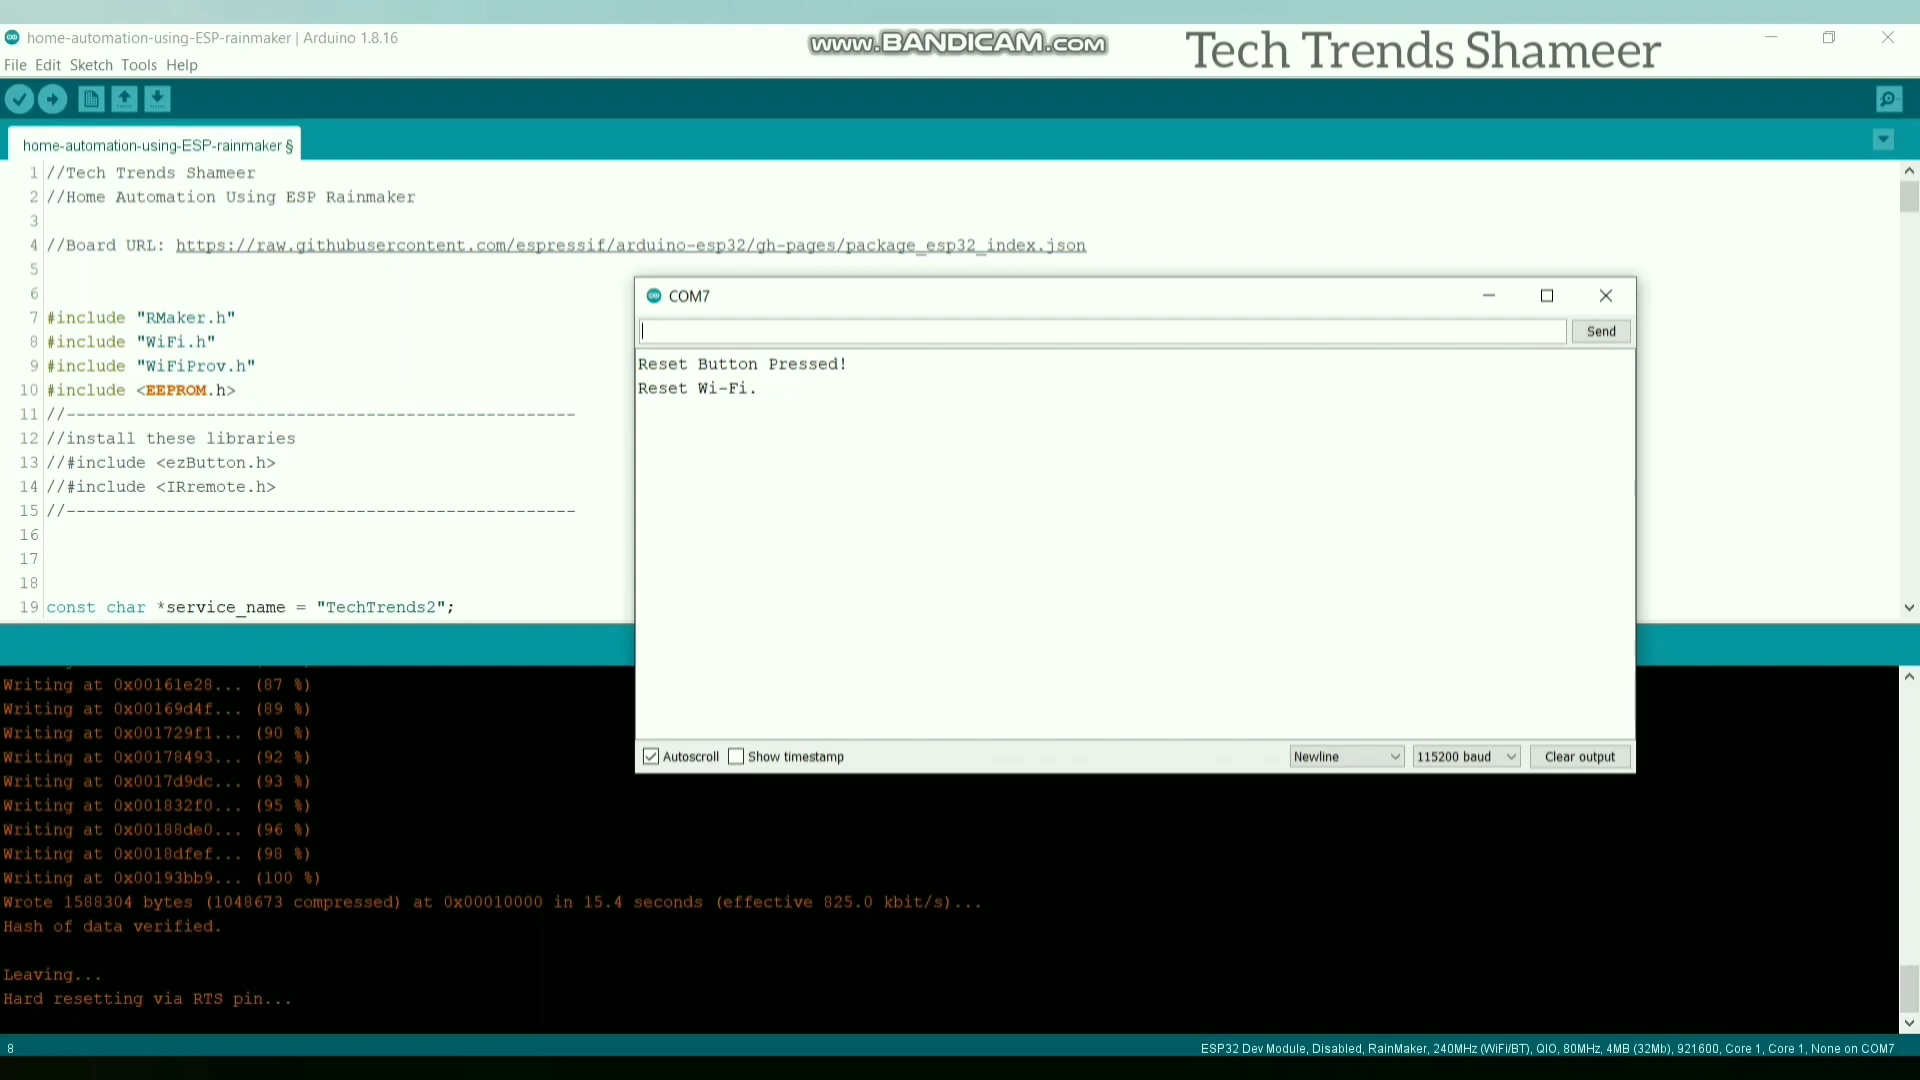 home-automation-using-ESP-rainmaker | Arduino 1.8.16
www.BANDICAM.com
Tech Trends Shameer
File Edit Sketch Tools Help
home-automation-using-ESP-rainmaker §
1 //Tech Trends Shameer
2 //Home Automation Using ESP Rainmaker
3
4 //Board URL: https://raw.githubusercontent.com/espressif/arduino-esp32/gh-pages/package_esp32_index.json
5
6
7 #include "RMaker.h"
8 #include "WiFi.h"
9 #include "WiFiProv.h"
10 #include <EEPROM.h>
11 //---------------------------------------------------
12 //install these libraries
13 //#include <ezButton.h>
14 //#include <IRremote.h>
15 //---------------------------------------------------
16
17
18
19 const char *service_name = "TechTrends2";
COM7
Send
Reset Button Pressed!
Reset Wi-Fi.
Autoscroll Show timestamp
Newline
115200 baud
Clear output
Writing at 0x00161e28... (87 %)
Writing at 0x00169d4f... (89 %)
Writing at 0x001729f1... (90 %)
Writing at 0x00178493... (92 %)
Writing at 0x0017d9dc... (93 %)
Writing at 0x001832f0... (95 %)
Writing at 0x00188de0... (96 %)
Writing at 0x0018dfef... (98 %)
Writing at 0x00193bb9... (100 %)
Wrote 1588304 bytes (1048673 compressed) at 0x00010000 in 15.4 seconds (effective 825.0 kbit/s)...
Hash of data verified.
Leaving...
Hard resetting via RTS pin...
8
ESP32 Dev Module, Disabled, RainMaker, 240MHz (WiFi/BT), QIO, 80MHz, 4MB (32Mb), 921600, Core 1, Core 1, None on COM7